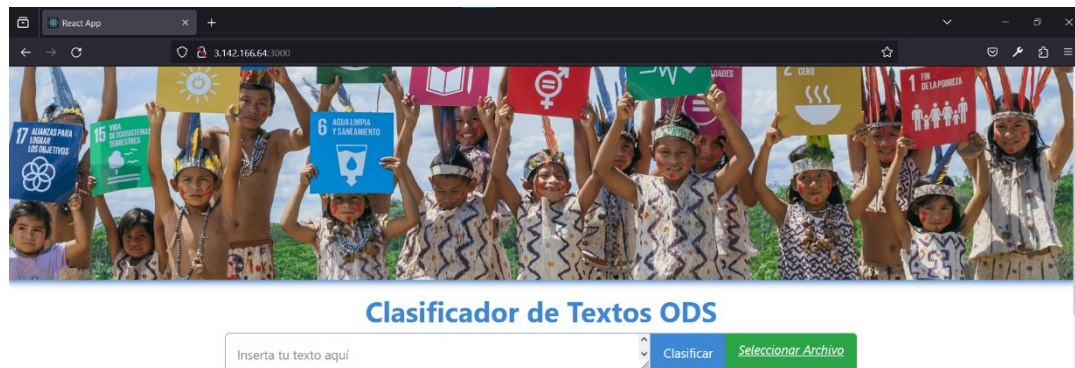 React App
3.142.166.64:3000
17 ALIANZAS PARA
LOGRAR
LOS OBJETIVOS
15 VIDA
DE ECOSISTEMAS
TERRESTRES
6 AGUA LIMPIA
Y SANEAMIENTO
2 CERO
1 FIN
DE LA POBREZA
Clasificador de Textos ODS
Inserta tu texto aquí
Clasificar
Seleccionar Archivo